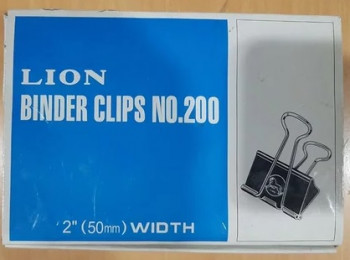 LION
BINDER CLIPS NO.200
2" (50mm) WIDTH